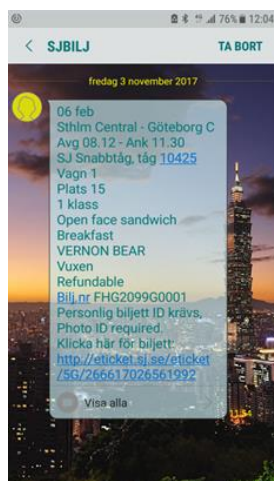 76% 12:04
SJBILJ TA BORT
fredag 3 november 2017
06 feb
Sthlm Central - Göteborg C
Avg 08.12 - Ank 11.30
SJ Snabbtåg, tåg 10425
Vagn 1
Plats 15
1 klass
Open face sandwich
Breakfast
VERNON BEAR
Vuxen
Refundable
Bilj.nr FHG2099G0001
Personlig biljett ID krävs,
Photo ID required.
Klicka här för biljett:
http://eticket.sj.se/eticket
/5G/266617026561992
Visa alla
11:54